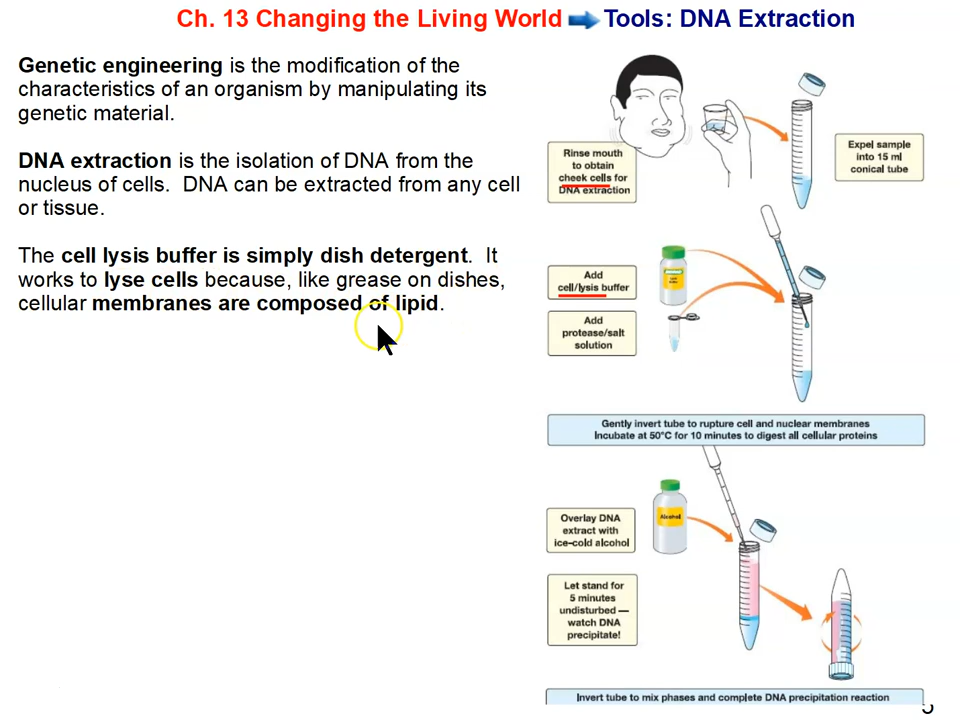 Ch. 13 Changing the Living World Tools: DNA Extraction
Genetic engineering is the modification of the
characteristics of an organism by manipulating its
genetic material.
DNA extraction is the isolation of DNA from the
nucleus of cells. DNA can be extracted from any cell
or tissue.
The cell lysis buffer is simply dish detergent. It
works to lyse cells because, like grease on dishes,
cellular membranes are composed of lipid.
Rinse mouth
to obtain
cheek cells for
DNA extraction
Expel sample
into 15 ml
conical tube
Add
cell/lysis buffer
Add
protease/salt
solution
Gently invert tube to rupture cell and nuclear membranes
Incubate at 50°C for 10 minutes to digest all cellular proteins
Overlay DNA
extract with
ice-cold alcohol
Alcohol
Let stand for
5 minutes
undisturbed —
watch DNA
precipitate!
Invert tube to mix phases and complete DNA precipitation reaction
5